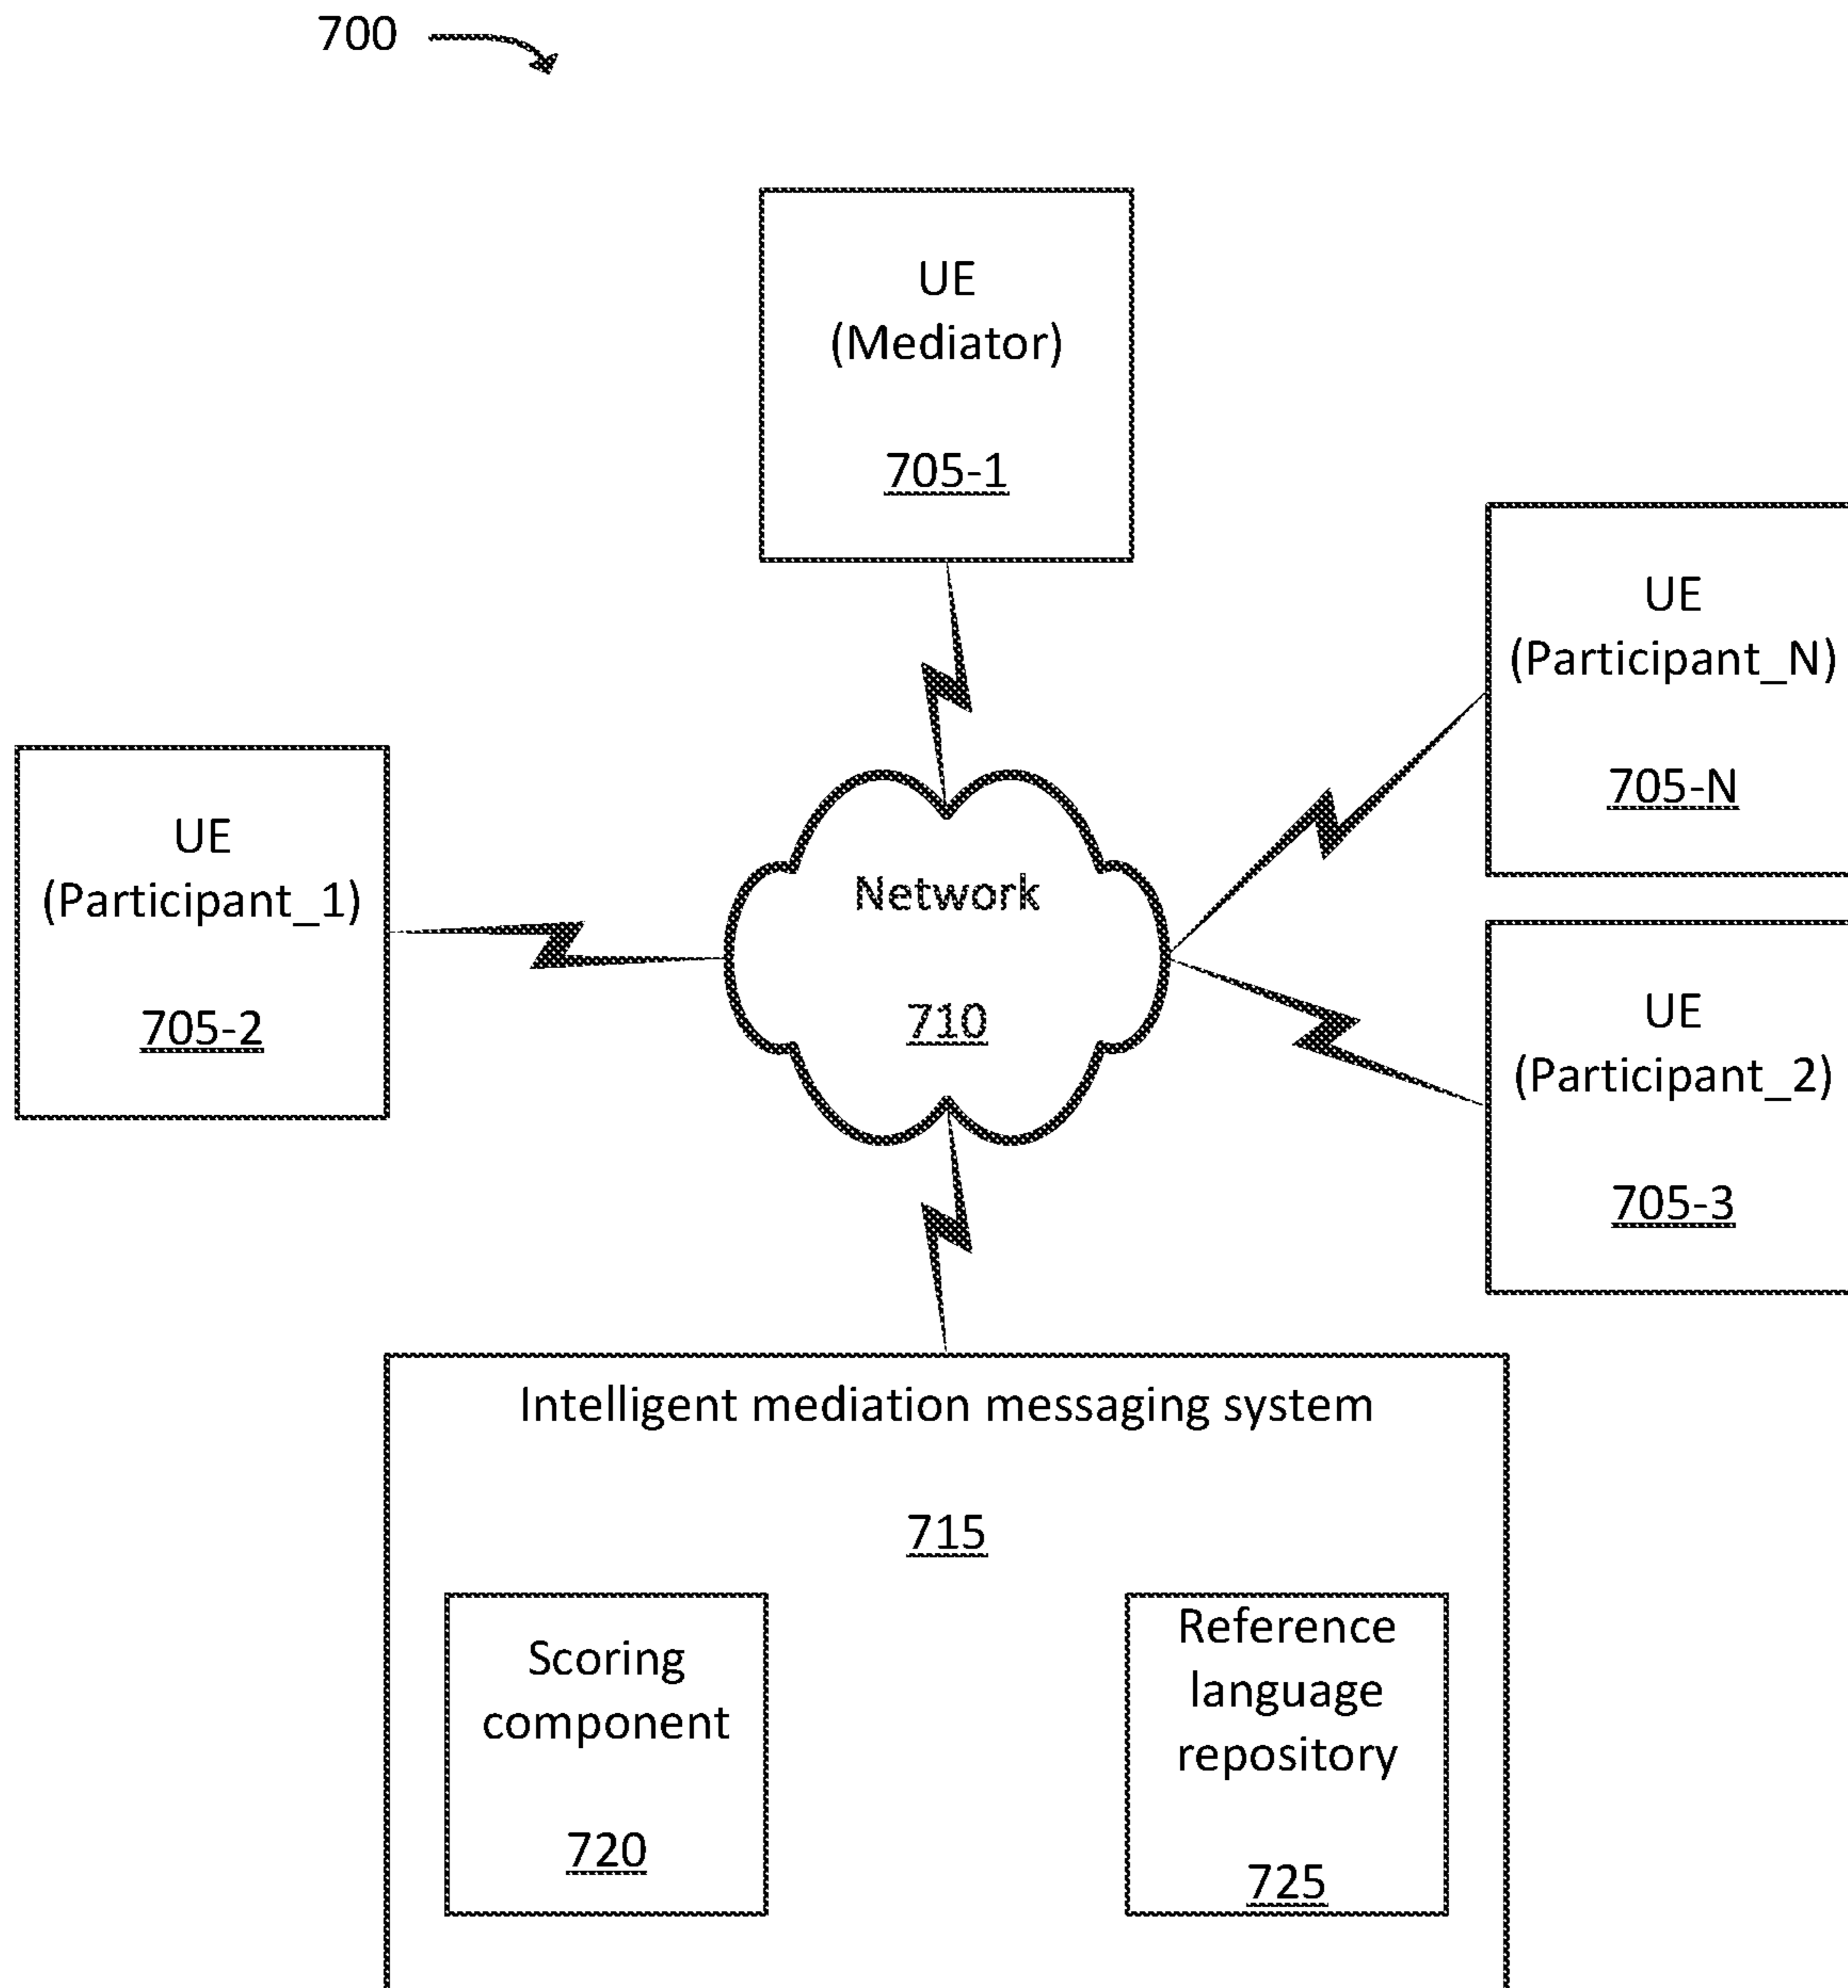 700
UE
(Mediator)
705-1
UE
(Participant_N)
705-N
UE
(Participant_1)
705-2
Network
710
UE
(Participant_2)
705-3
Intelligent mediation messaging system
715
Scoring
component
720
Reference
language
repository
725